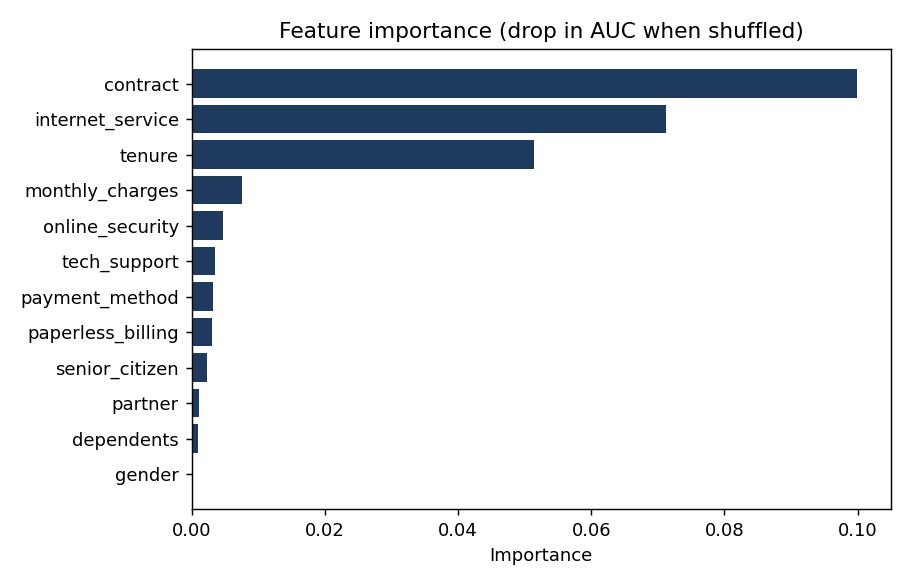 Feature importance (drop in AUC when shuffled)
contract
internet_service
tenure
monthly_charges
online_security
tech_support
payment_method
paperless_billing
senior_citizen
partner
dependents
gender
0.00 0.02 0.04 0.06 0.08 0.10
Importance